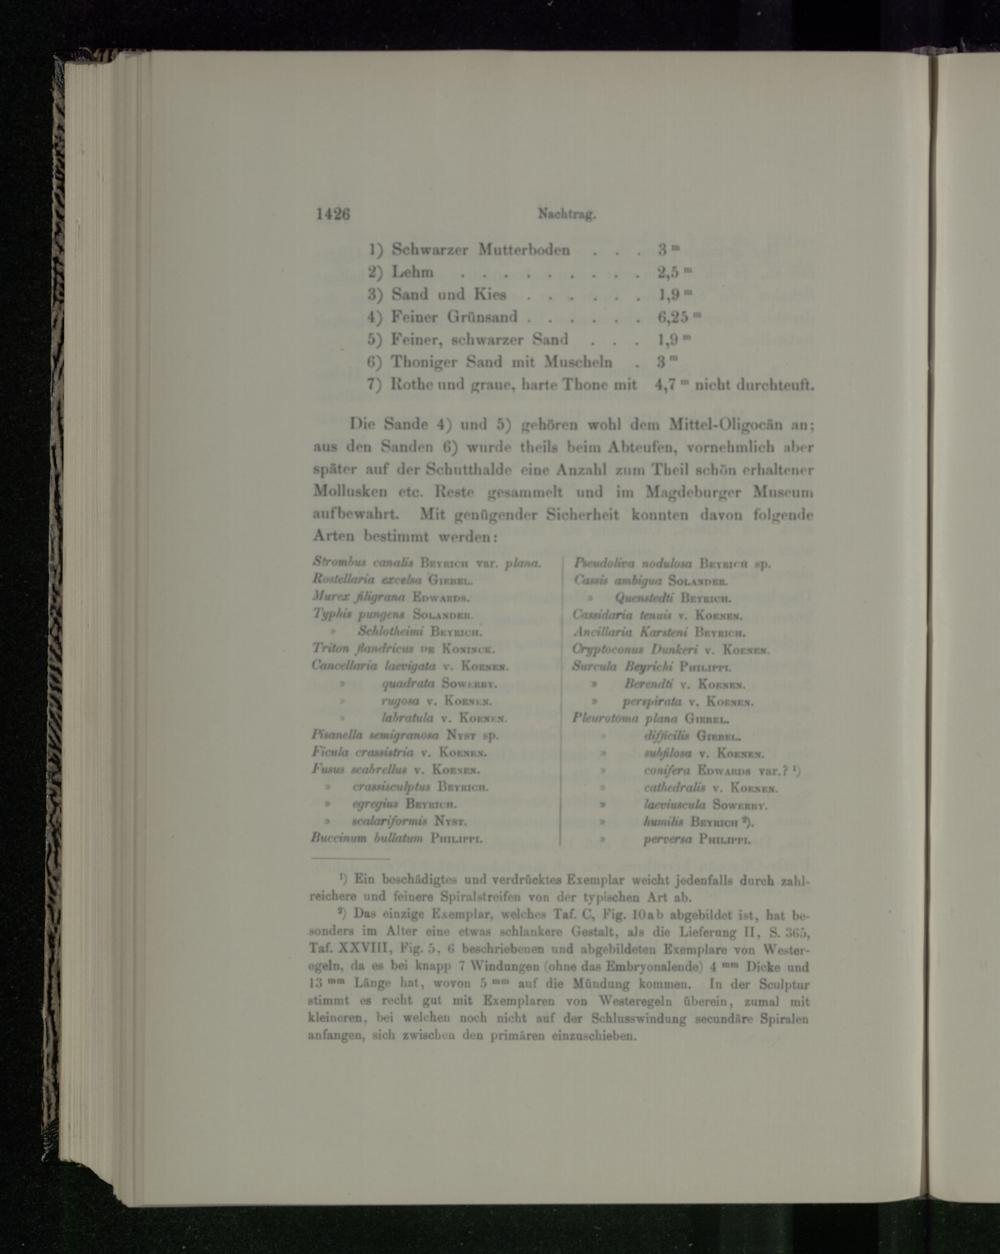 1426 Nachtrag.
1) Schwarzer Mutterboden . . . 3 m
2) Lehm . . . . . . . . . 2,5 m
3) Sand und Kies . . . . . . 1,9 m
4) Feiner Grünsand . . . . . . 6,25 m
5) Feiner, schwarzer Sand . . . 1,9 m
6) Thoniger Sand mit Muscheln . 3 m
7) Rothe und graue, harte Thone mit 4,7 m nicht durchteuft.
Die Sande 4) und 5) gehören wohl dem Mittel-Oligocän an;
aus den Sanden 6) wurde theils beim Abteufen, vornehmlich aber
später auf der Schutthalde eine Anzahl zum Theil schön erhaltener
Mollusken etc. Reste gesammelt und im Magdeburger Museum
aufbewahrt. Mit genügender Sicherheit konnten davon folgende
Arten bestimmt werden:
Strombus canalis Beyrich var. plana.
Rostellaria excelsa Giebel.
Murex filigrana Edwards.
Typhis pungens Solander.
» Schlotheimi Beyrich.
Triton flandricus de Koninck.
Cancellaria laevigata v. Koenen.
» quadrata Sowerby.
» rugosa v. Koenen.
» labratula v. Koenen.
Pisanella semigranosa Nyst sp.
Ficula crassistria v. Koenen.
Fusus scabrellus v. Koenen.
» crassisculptus Beyrich.
» egregius Beyrich.
» scalariformis Nyst.
Buccinum bullatum Philippi.
Pseudoliva nodulosa Beyrich sp.
Cassis ambigua Solander.
» Quenstedti Beyrich.
Cassidaria tenuis v. Koenen.
Ancillaria Karsteni Beyrich.
Cryptoconus Dunkeri v. Koenen.
Surcula Beyrichi Philippi.
» Berendti v. Koenen.
» perspirata v. Koenen.
Pleurotoma plana Giebel.
» difficilis Giebel.
» subfilosa v. Koenen.
» conifera Edwards var.? ¹)
» cathedralis v. Koenen.
» laeviuscula Sowerby.
» humilis Beyrich ²).
» perversa Philippi.
¹) Ein beschädigtes und verdrücktes Exemplar weicht jedenfalls durch zahl-
reichere und feinere Spiralstreifen von der typischen Art ab.
²) Das einzige Exemplar, welches Taf. C, Fig. 10ab abgebildet ist, hat be-
sonders im Alter eine etwas schlankere Gestalt, als die Lieferung II, S. 365,
Taf. XXVIII, Fig. 5, 6 beschriebenen und abgebildeten Exemplare von Wester-
egeln, da es bei knapp 7 Windungen (ohne das Embryonalende) 4 mm Dicke und
13 mm Länge hat, wovon 5 mm auf die Mündung kommen. In der Sculptur
stimmt es recht gut mit Exemplaren von Westeregeln überein, zumal mit
kleineren, bei welchen noch nicht auf der Schlusswindung secundäre Spiralen
anfangen, sich zwischen den primären einzuschieben.